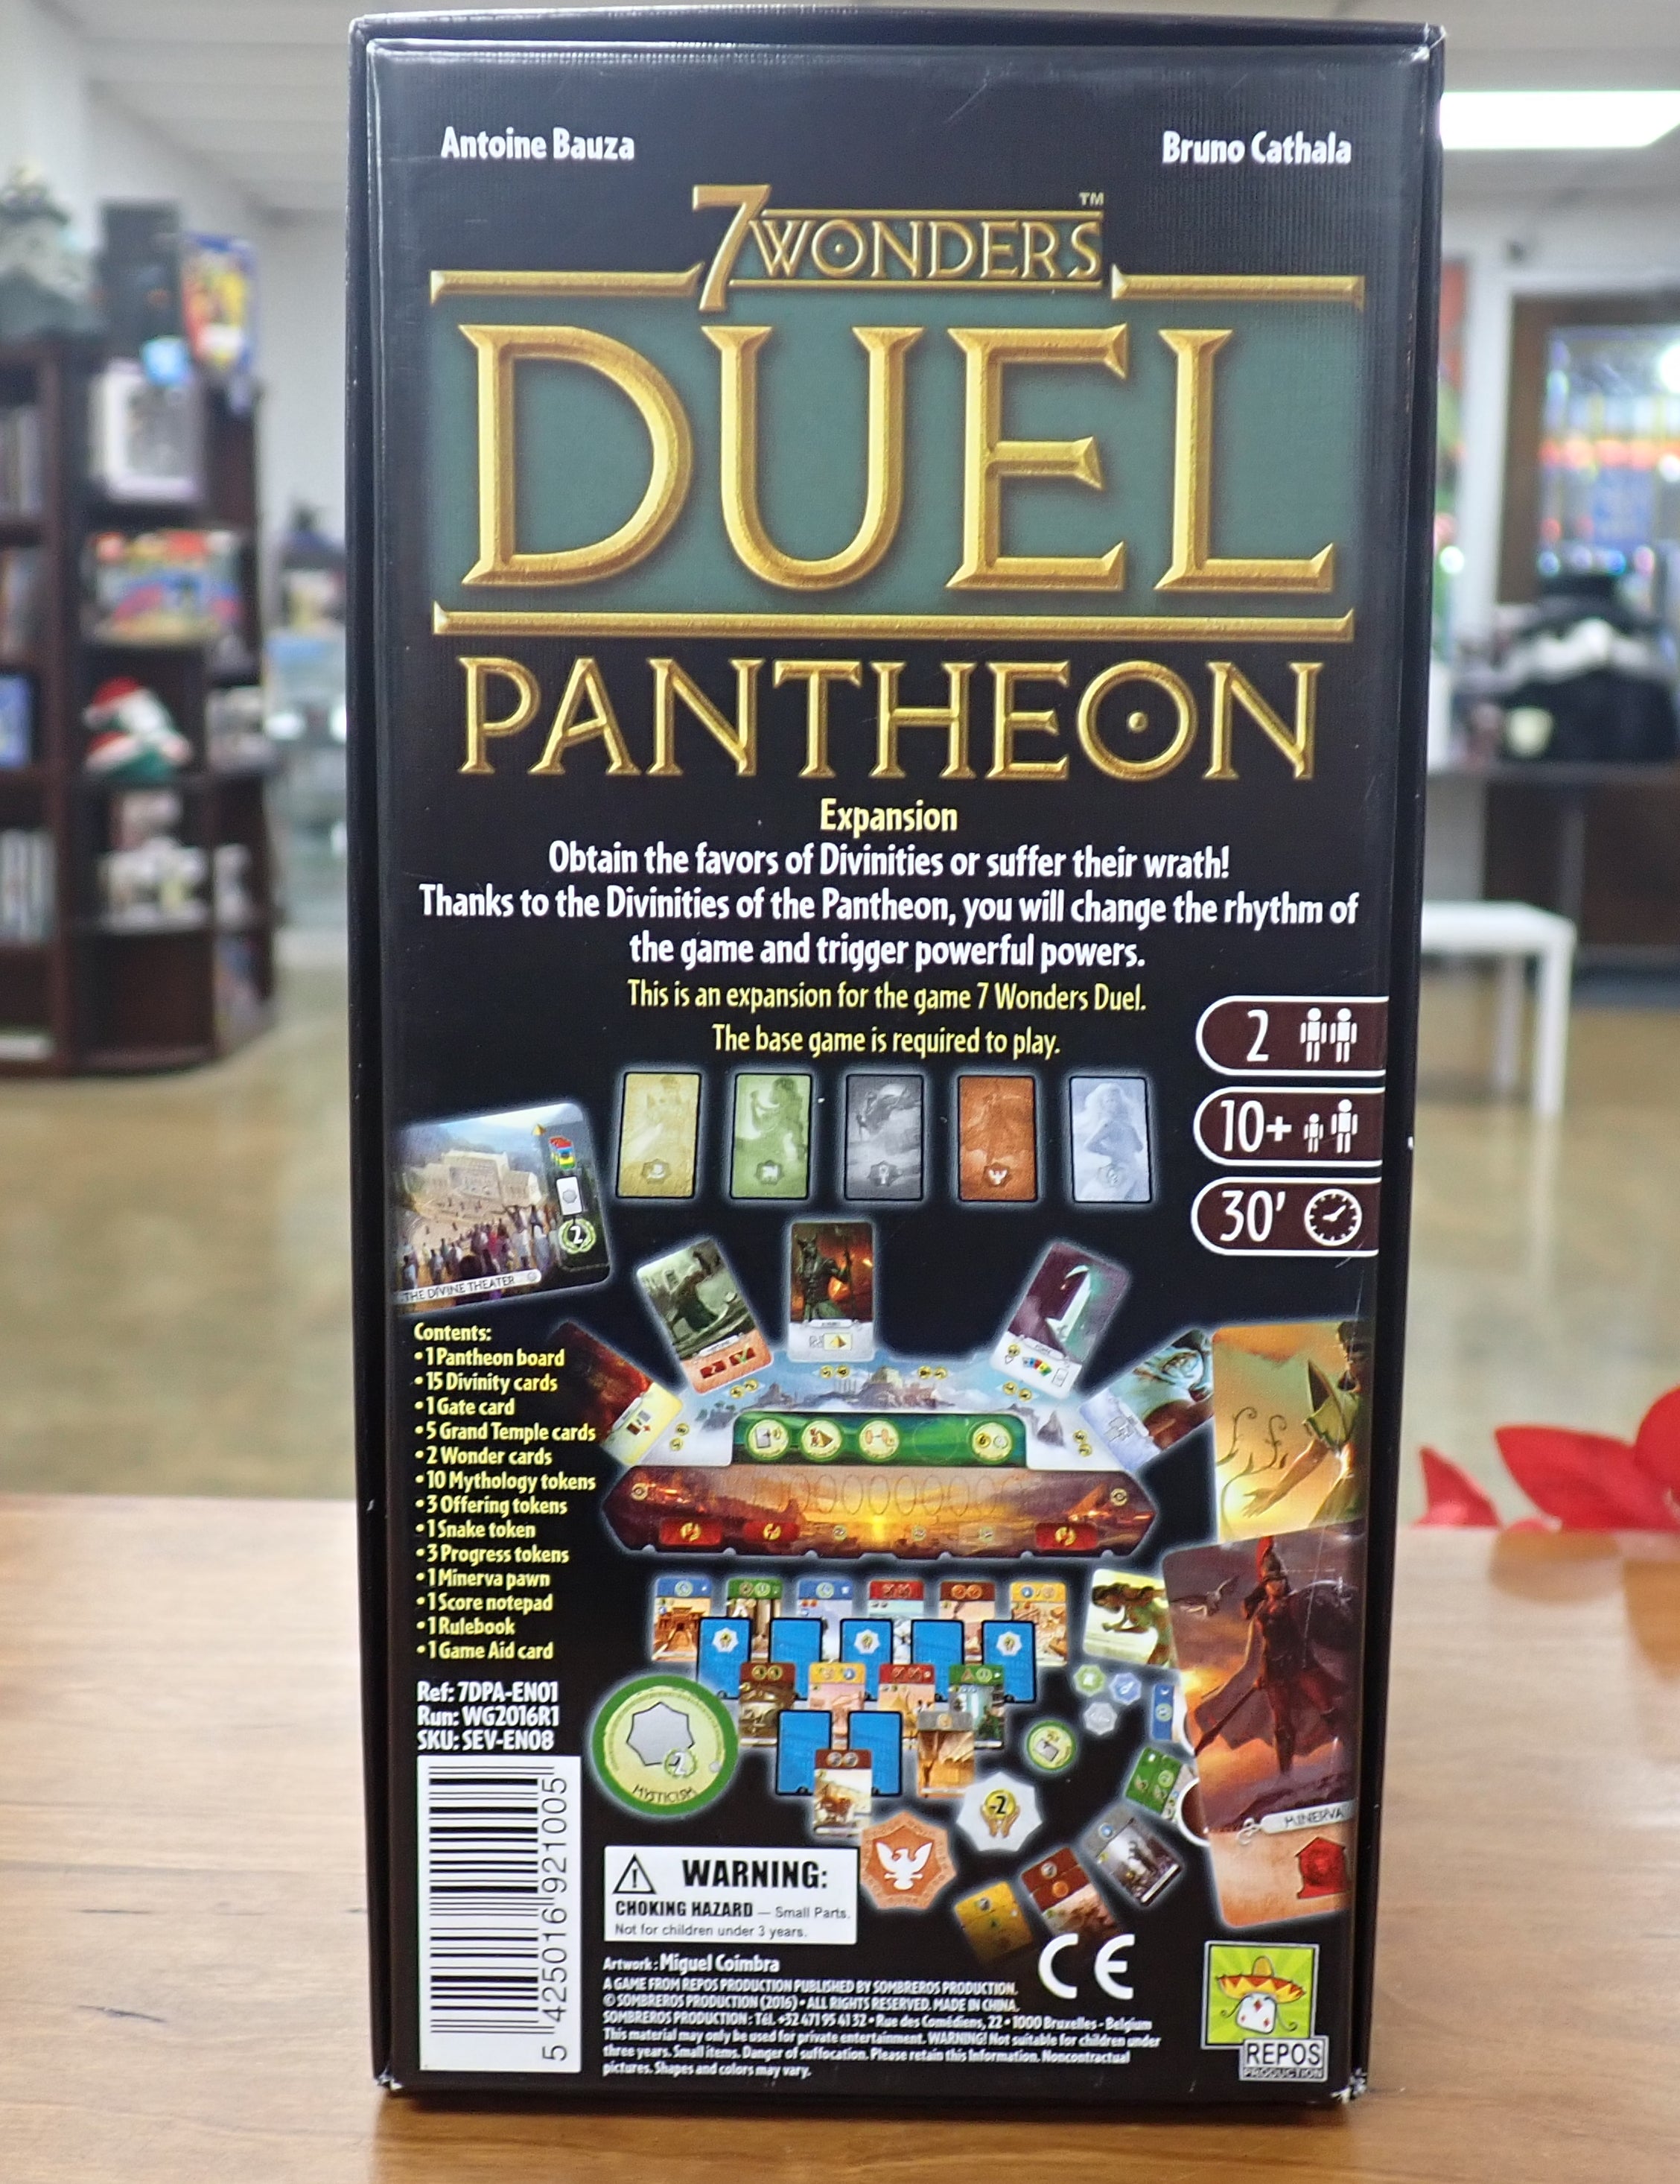 Antoine Bauza
Bruno Cathala
7 WONDERS™
DUEL
PANTHEON
Expansion
Obtain the favors of Divinities or suffer their wrath!
Thanks to the Divinities of the Pantheon, you will change the rhythm of
the game and trigger powerful powers.
This is an expansion for the game 7 Wonders Duel.
The base game is required to play.
2
10+
30'
2
THE DIVINE THEATER
Contents:
• 1 Pantheon board
• 15 Divinity cards
• 1 Gate card
• 5 Grand Temple cards
• 2 Wonder cards
• 10 Mythology tokens
• 3 Offering tokens
• 1 Snake token
• 3 Progress tokens
• 1 Minerva pawn
• 1 Score notepad
• 1 Rulebook
• 1 Game Aid card
Ref: 7DPA-EN01
Run: WG2016R1
SKU: SEV-EN08
5 425016 921005
2
MYSTICISM
-2
MINERVA
WARNING:
CHOKING HAZARD — Small Parts.
Not for children under 3 years.
CE
Artwork : Miguel Coimbra
A GAME FROM REPOS PRODUCTION PUBLISHED BY SOMBREROS PRODUCTION.
© SOMBREROS PRODUCTION (2016) • ALL RIGHTS RESERVED. MADE IN CHINA.
SOMBREROS PRODUCTION : Tél. +32 471 95 41 32 • Rue des Comédiens, 22 • 1000 Bruxelles - Belgium
This material may only be used for private entertainment. WARNING! Not suitable for children under
three years. Small items. Danger of suffocation. Please retain this information. Noncontractual
pictures. Shapes and colors may vary.
REPOS
PRODUCTION